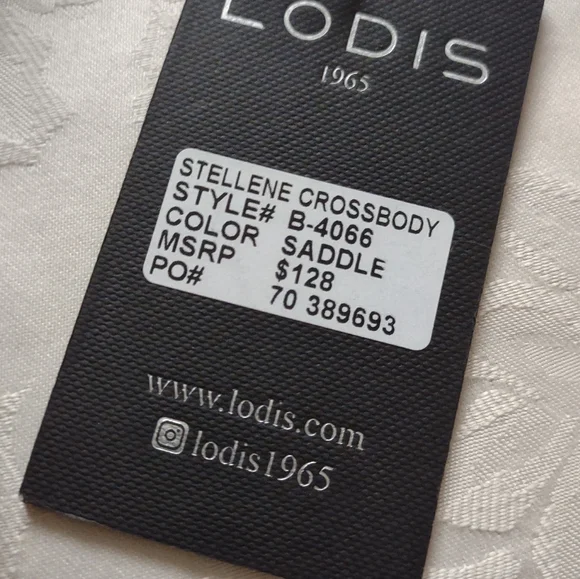 LODIS
1965
STELLENE CROSSBODY
STYLE# B-4066
COLOR SADDLE
MSRP $128
PO# 70 389693
www.lodis.com
lodis1965